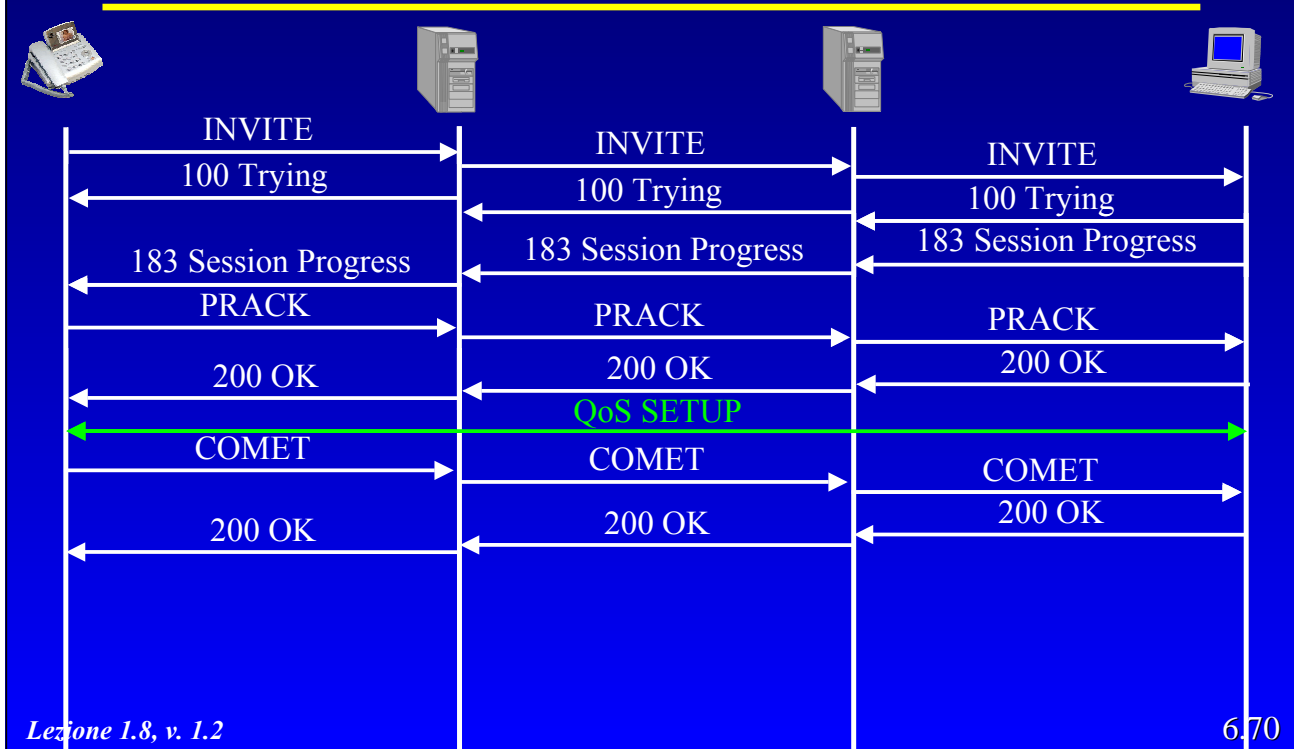 INVITE
INVITE
INVITE
100 Trying
100 Trying
100 Trying
183 Session Progress
183 Session Progress
183 Session Progress
PRACK
PRACK
PRACK
200 OK
200 OK
200 OK
QoS SETUP
COMET
COMET
COMET
200 OK
200 OK
200 OK
Lezione 1.8, v. 1.2
6.70